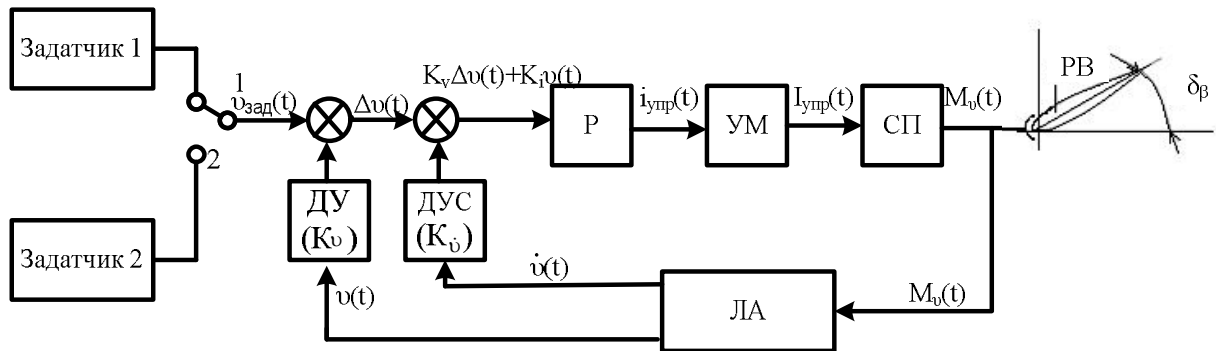 Задатчик 1
1
υзад(t)
Δυ(t)
KvΔυ(t)+Kiυ(t)
Р
iупр(t)
УМ
Iупр(t)
СП
Mυ(t)
РВ
δβ
2
Задатчик 2
ДУ
(Kυ)
ДУС
(Kυ̇)
υ(t)
υ̇(t)
ЛА
Mυ(t)